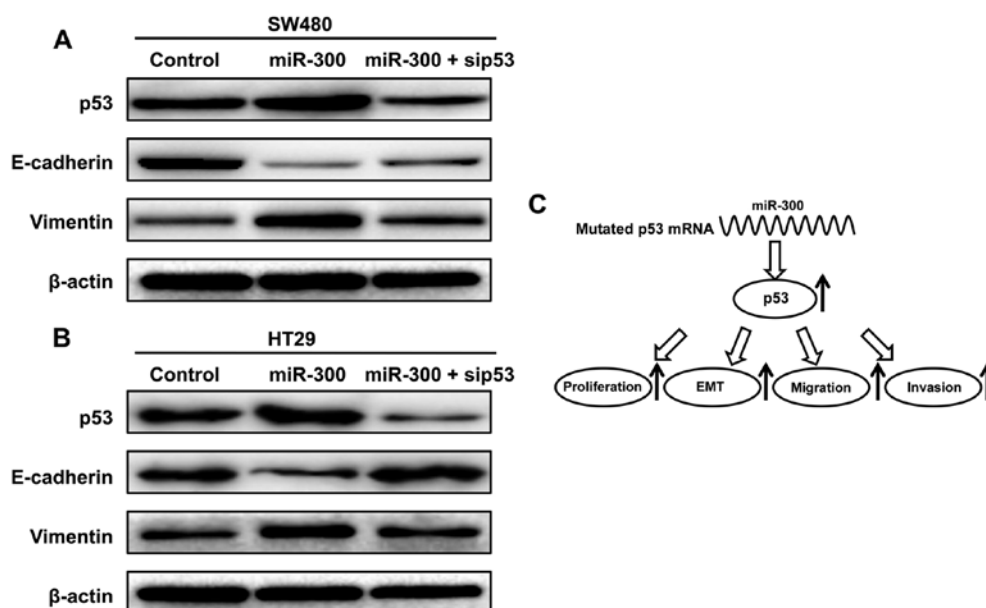 A
SW480
Control miR-300 miR-300 + sip53
p53
E-cadherin
Vimentin
β-actin
B
HT29
Control miR-300 miR-300 + sip53
p53
E-cadherin
Vimentin
β-actin
C
miR-300
Mutated p53 mRNA
p53
Proliferation EMT Migration Invasion